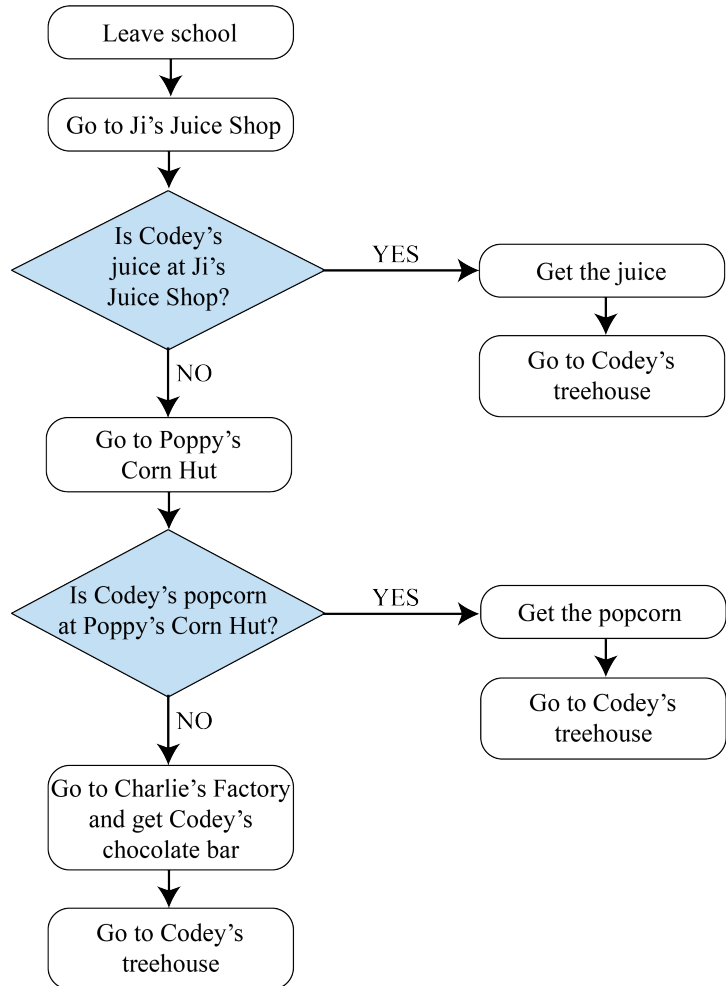 Leave school
Go to Ji’s Juice Shop
Is Codey’s
juice at Ji’s
Juice Shop?
YES
Get the juice
Go to Codey’s
treehouse
NO
Go to Poppy’s
Corn Hut
Is Codey’s popcorn
at Poppy’s Corn Hut?
YES
Get the popcorn
Go to Codey’s
treehouse
NO
Go to Charlie’s Factory
and get Codey’s
chocolate bar
Go to Codey’s
treehouse